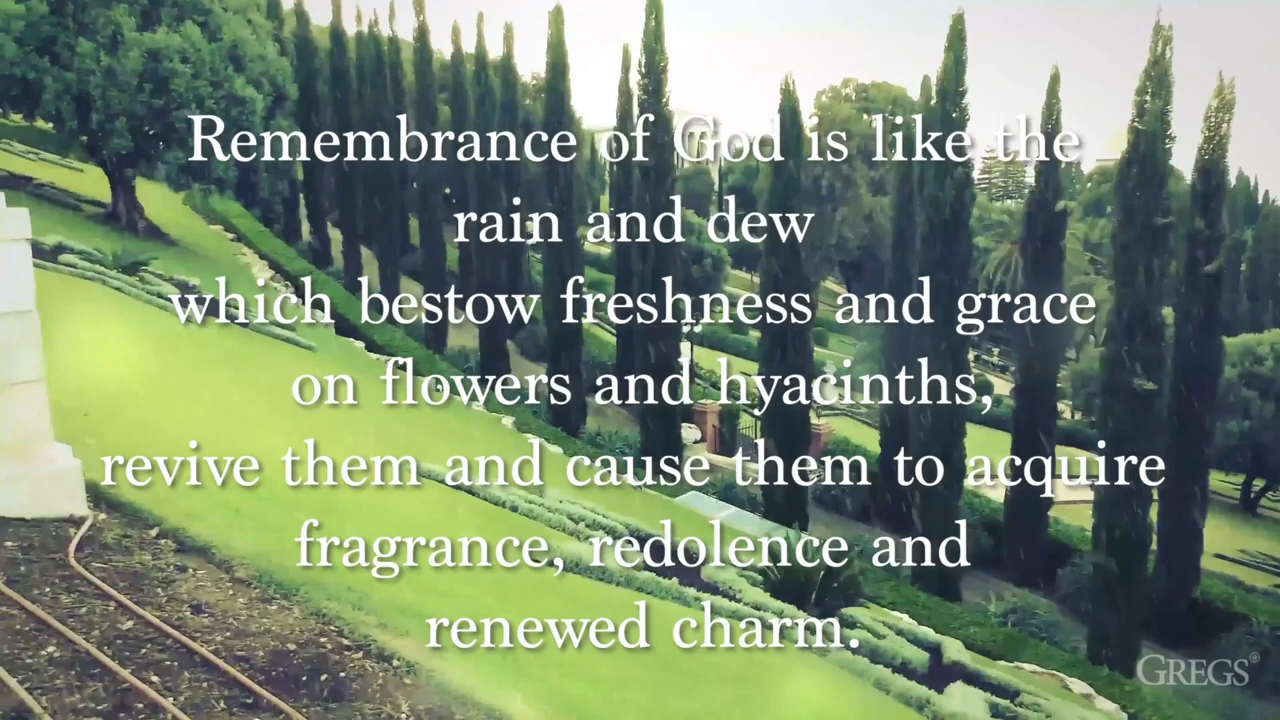 Remembrance of God is like the
rain and dew
which bestow freshness and grace
on flowers and hyacinths,
revive them and cause them to acquire
fragrance, redolence and
renewed charm.
GREGS®